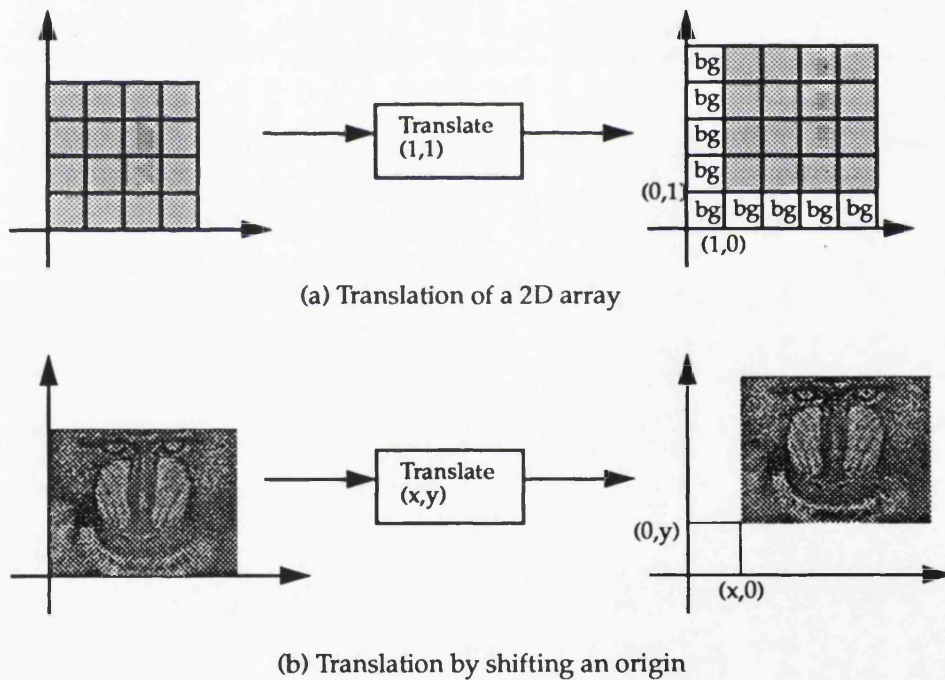 bg
bg
Translate
(1,1)
bg
bg
(0,1)
bg bg bg bg bg
(1,0)
(a) Translation of a 2D array
Translate
(x,y)
(0,y)
(x,0)
(b) Translation by shifting an origin